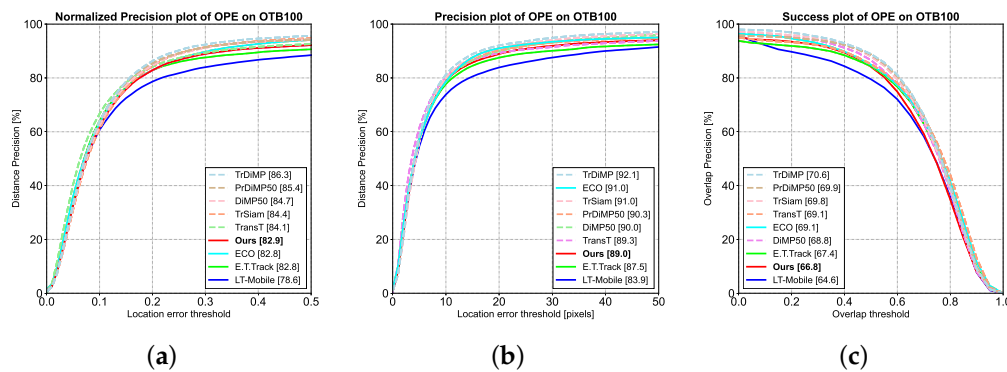 Normalized Precision plot of OPE on OTB100
100
80
60
40
20
0
0.0
0.1
0.2
0.3
0.4
0.5
Distance Precision [%]
Location error threshold
TrDiMP [86.3]
PrDiMP50 [85.4]
DiMP50 [84.7]
TrSiam [84.4]
TransT [84.1]
Ours [82.9]
ECO [82.8]
E.T.Track [82.8]
LT-Mobile [78.6]
(a)
Precision plot of OPE on OTB100
100
80
60
40
20
0
0
10
20
30
40
50
Distance Precision [%]
Location error threshold [pixels]
TrDiMP [92.1]
ECO [91.0]
TrSiam [91.0]
PrDiMP50 [90.3]
DiMP50 [90.0]
TransT [89.3]
Ours [89.0]
E.T.Track [87.5]
LT-Mobile [83.9]
(b)
Success plot of OPE on OTB100
100
80
60
40
20
0
0.0
0.2
0.4
0.6
0.8
1.0
Overlap Precision [%]
Overlap threshold
TrDiMP [70.6]
PrDiMP50 [69.9]
TrSiam [69.8]
TransT [69.1]
ECO [69.1]
DiMP50 [68.8]
E.T.Track [67.4]
Ours [66.8]
LT-Mobile [64.6]
(c)